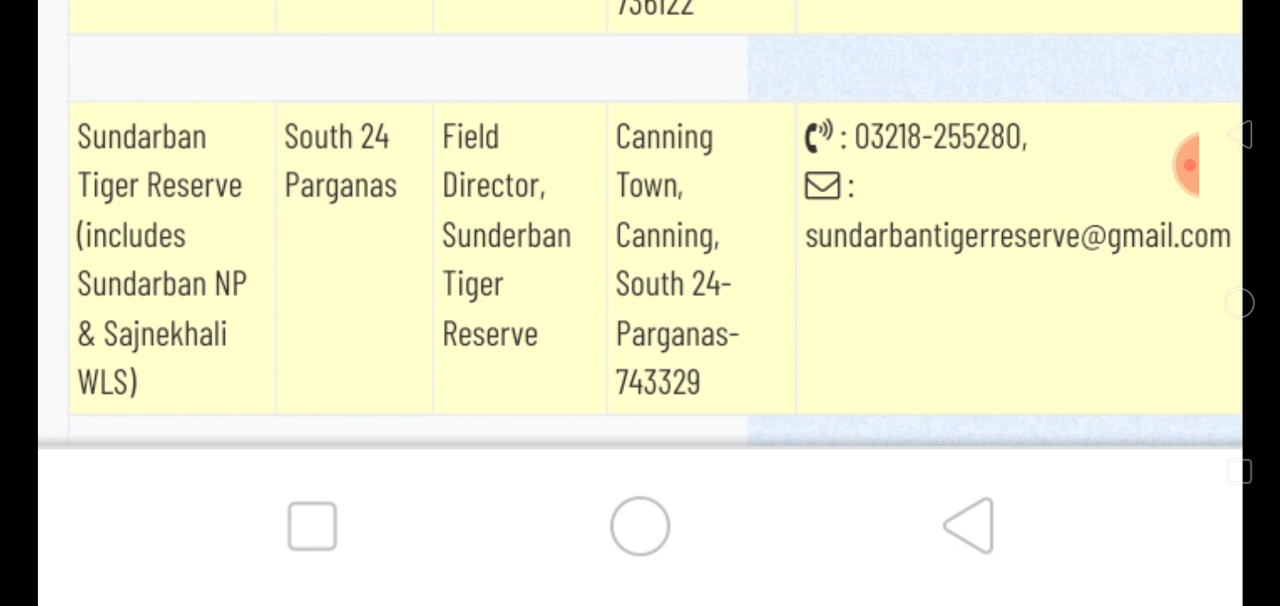 736122
Sundarban
Tiger Reserve
(includes
Sundarban NP
& Sajnekhali
WLS)
South 24
Parganas
Field
Director,
Sunderban
Tiger
Reserve
Canning
Town,
Canning,
South 24-
Parganas-
743329
: 03218-255280,
:
sundarbantigerreserve@gmail.com